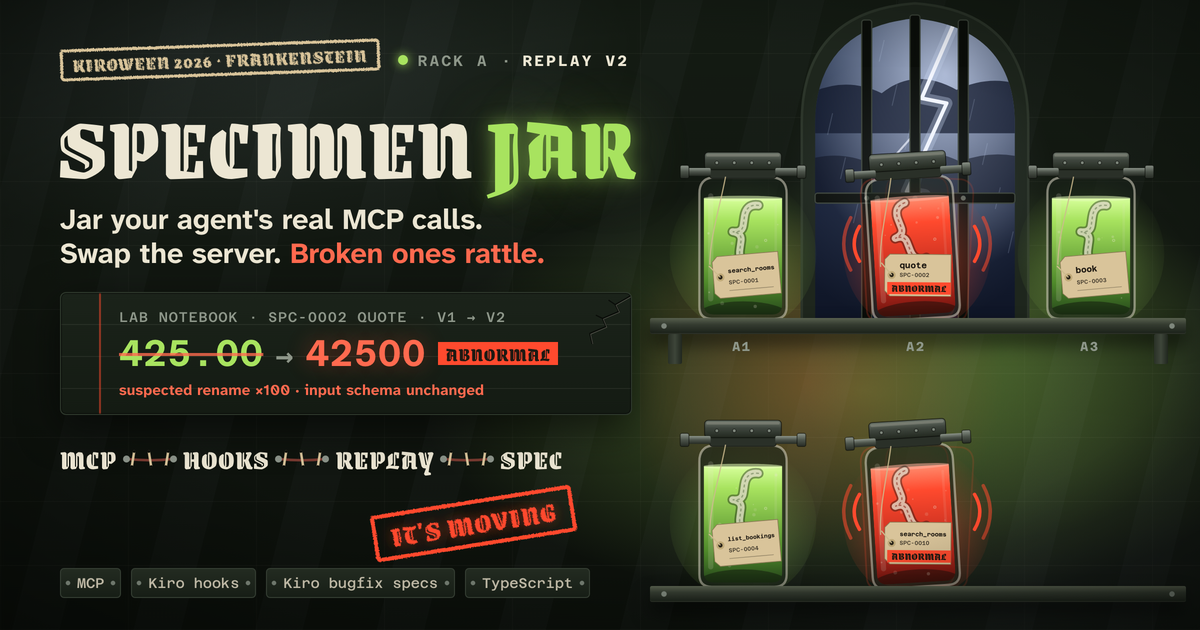 KIROWEEN 2026 · FRANKENSTEIN
RACK A · REPLAY V2
SPECIMEN JAR
Jar your agent's real MCP calls.
Swap the server. Broken ones rattle.
LAB NOTEBOOK · SPC-0002 QUOTE · V1 → V2
425.00 → 42500 ABNORMAL
suspected rename ×100 · input schema unchanged
MCP HOOKS REPLAY SPEC
IT'S MOVING
MCP
Kiro hooks
Kiro bugfix specs
TypeScript
search_rooms
SPC-0001
quote
SPC-0002
ABNORMAL
book
SPC-0003
A1
A2
A3
list_bookings
SPC-0004
search_rooms
SPC-0010
ABNORMAL